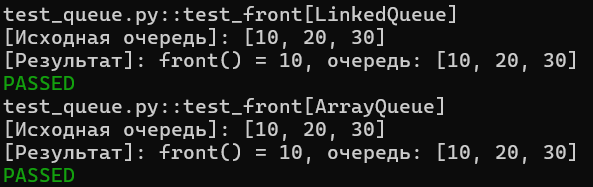 test_queue.py::test_front[LinkedQueue]
[Исходная очередь]: [10, 20, 30]
[Результат]: front() = 10, очередь: [10, 20, 30]
PASSED
test_queue.py::test_front[ArrayQueue]
[Исходная очередь]: [10, 20, 30]
[Результат]: front() = 10, очередь: [10, 20, 30]
PASSED